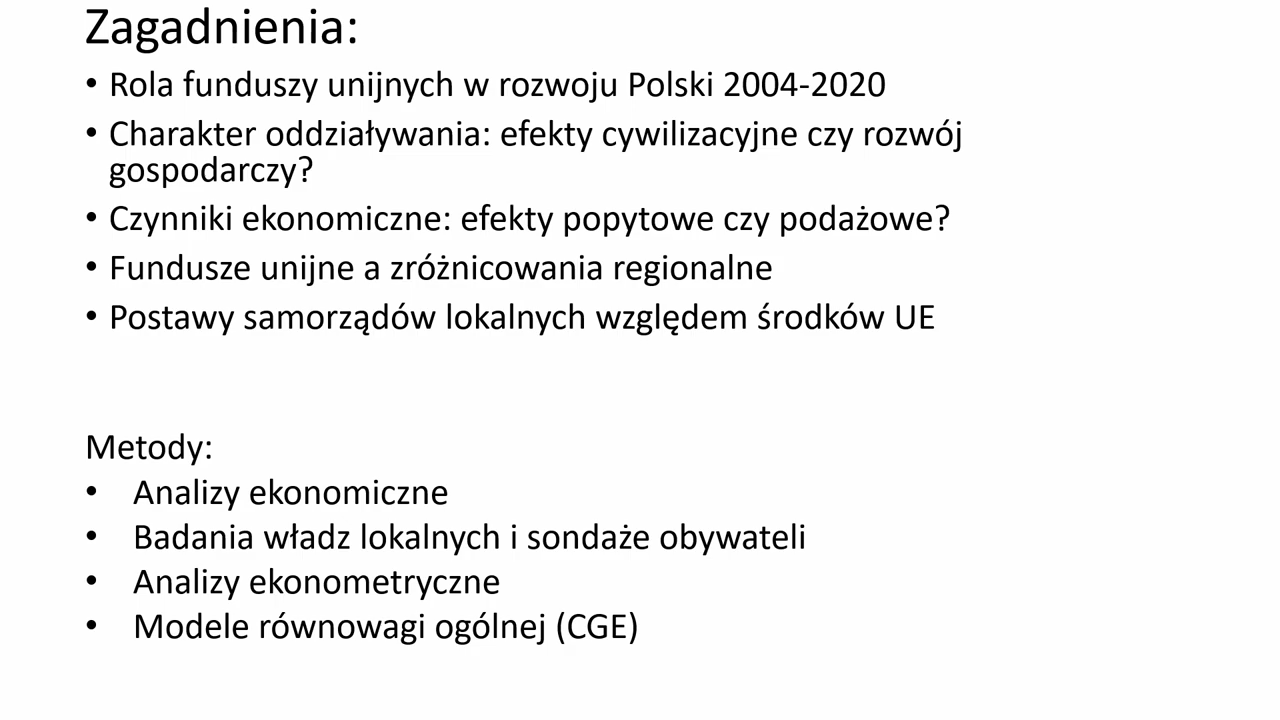 Zagadnienia:
• Rola funduszy unijnych w rozwoju Polski 2004-2020
• Charakter oddziaływania: efekty cywilizacyjne czy rozwój
gospodarczy?
• Czynniki ekonomiczne: efekty popytowe czy podażowe?
• Fundusze unijne a zróżnicowania regionalne
• Postawy samorządów lokalnych względem środków UE
Metody:
• Analizy ekonomiczne
• Badania władz lokalnych i sondaże obywateli
• Analizy ekonometryczne
• Modele równowagi ogólnej (CGE)